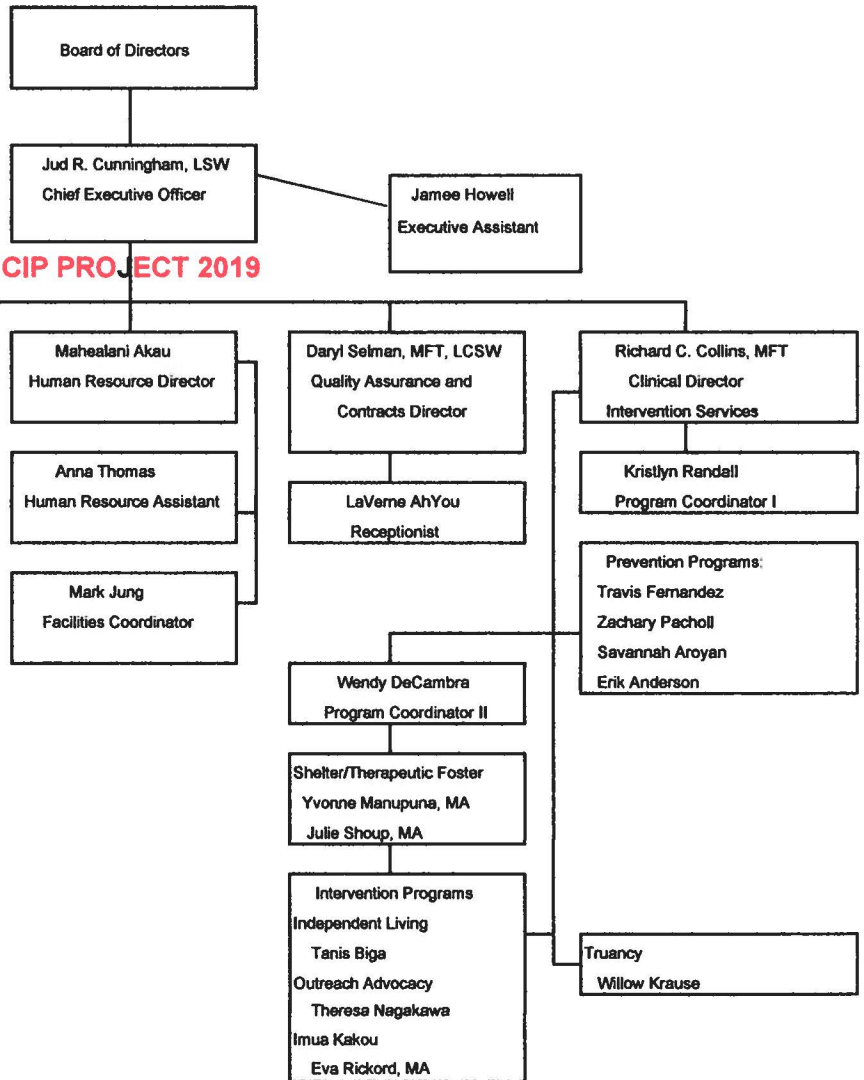 Board of Directors
Jud R. Cunningham, LSW
Chief Executive Officer
Jamee Howell
Executive Assistant
CIP PROJECT 2019
Mahealani Akau
Human Resource Director
Daryl Selman, MFT, LCSW
Quality Assurance and
Contracts Director
Richard C. Collins, MFT
Clinical Director
Intervention Services
Anna Thomas
Human Resource Assistant
LaVerne AhYou
Receptionist
Kristlyn Randall
Program Coordinator I
Mark Jung
Facilities Coordinator
Prevention Programs:
Travis Fernandez
Zachary Pacholl
Savannah Aroyan
Erik Anderson
Wendy DeCambra
Program Coordinator II
Shelter/Therapeutic Foster
Yvonne Manupuna, MA
Julie Shoup, MA
Intervention Programs
Independent Living
Tanis Biga
Outreach Advocacy
Theresa Nagakawa
Imua Kakou
Eva Rickord, MA
Truancy
Willow Krause